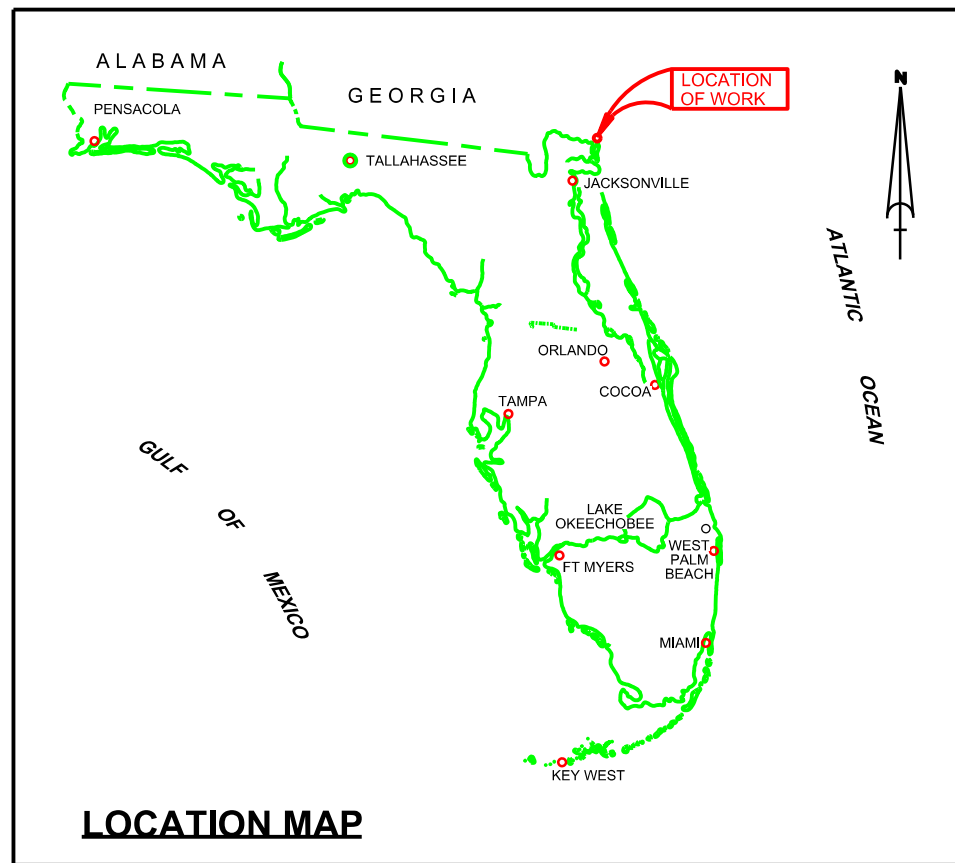 ALABAMA
GEORGIA
LOCATION
OF WORK
N
PENSACOLA
TALLAHASSEE
JACKSONVILLE
ATLANTIC
OCEAN
ORLANDO
COCOA
TAMPA
GULF
OF
MEXICO
LAKE
OKEECHOBEE
WEST
PALM
BEACH
FT MYERS
MIAMI
KEY WEST
LOCATION MAP